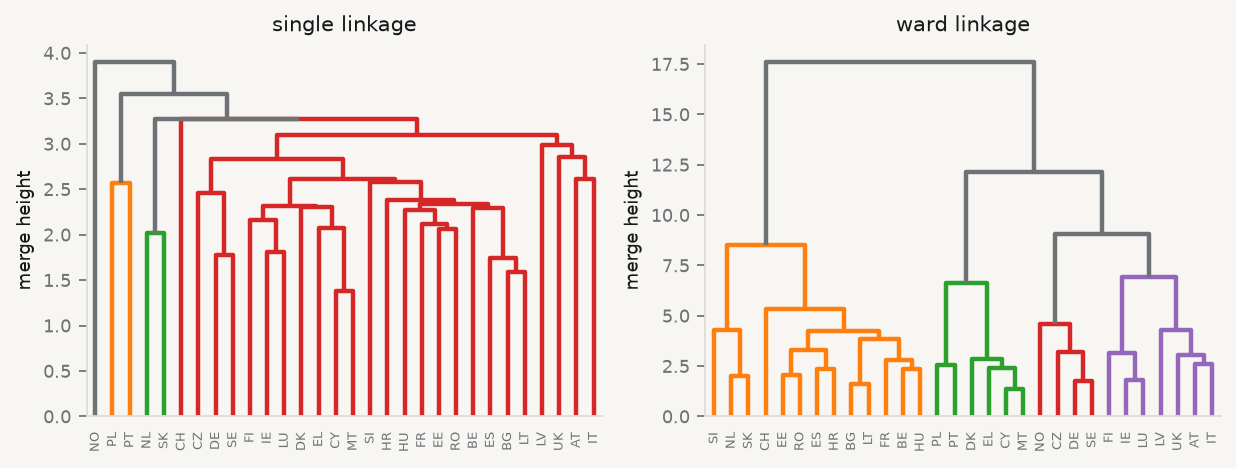 single linkage
merge height
4.0
3.5
3.0
2.5
2.0
1.5
1.0
0.5
0.0
NO PL PT NL SK CH CZ DE SE FI IE LU DK EL CY MT SI HR HU FR EE RO BE ES BG LT LV UK AT IT
ward linkage
merge height
17.5
15.0
12.5
10.0
7.5
5.0
2.5
0.0
SI NL SK CH EE RO ES HR BG LT FR BE HU PL PT DK EL CY MT NO CZ DE SE FI IE LU LV UK AT IT